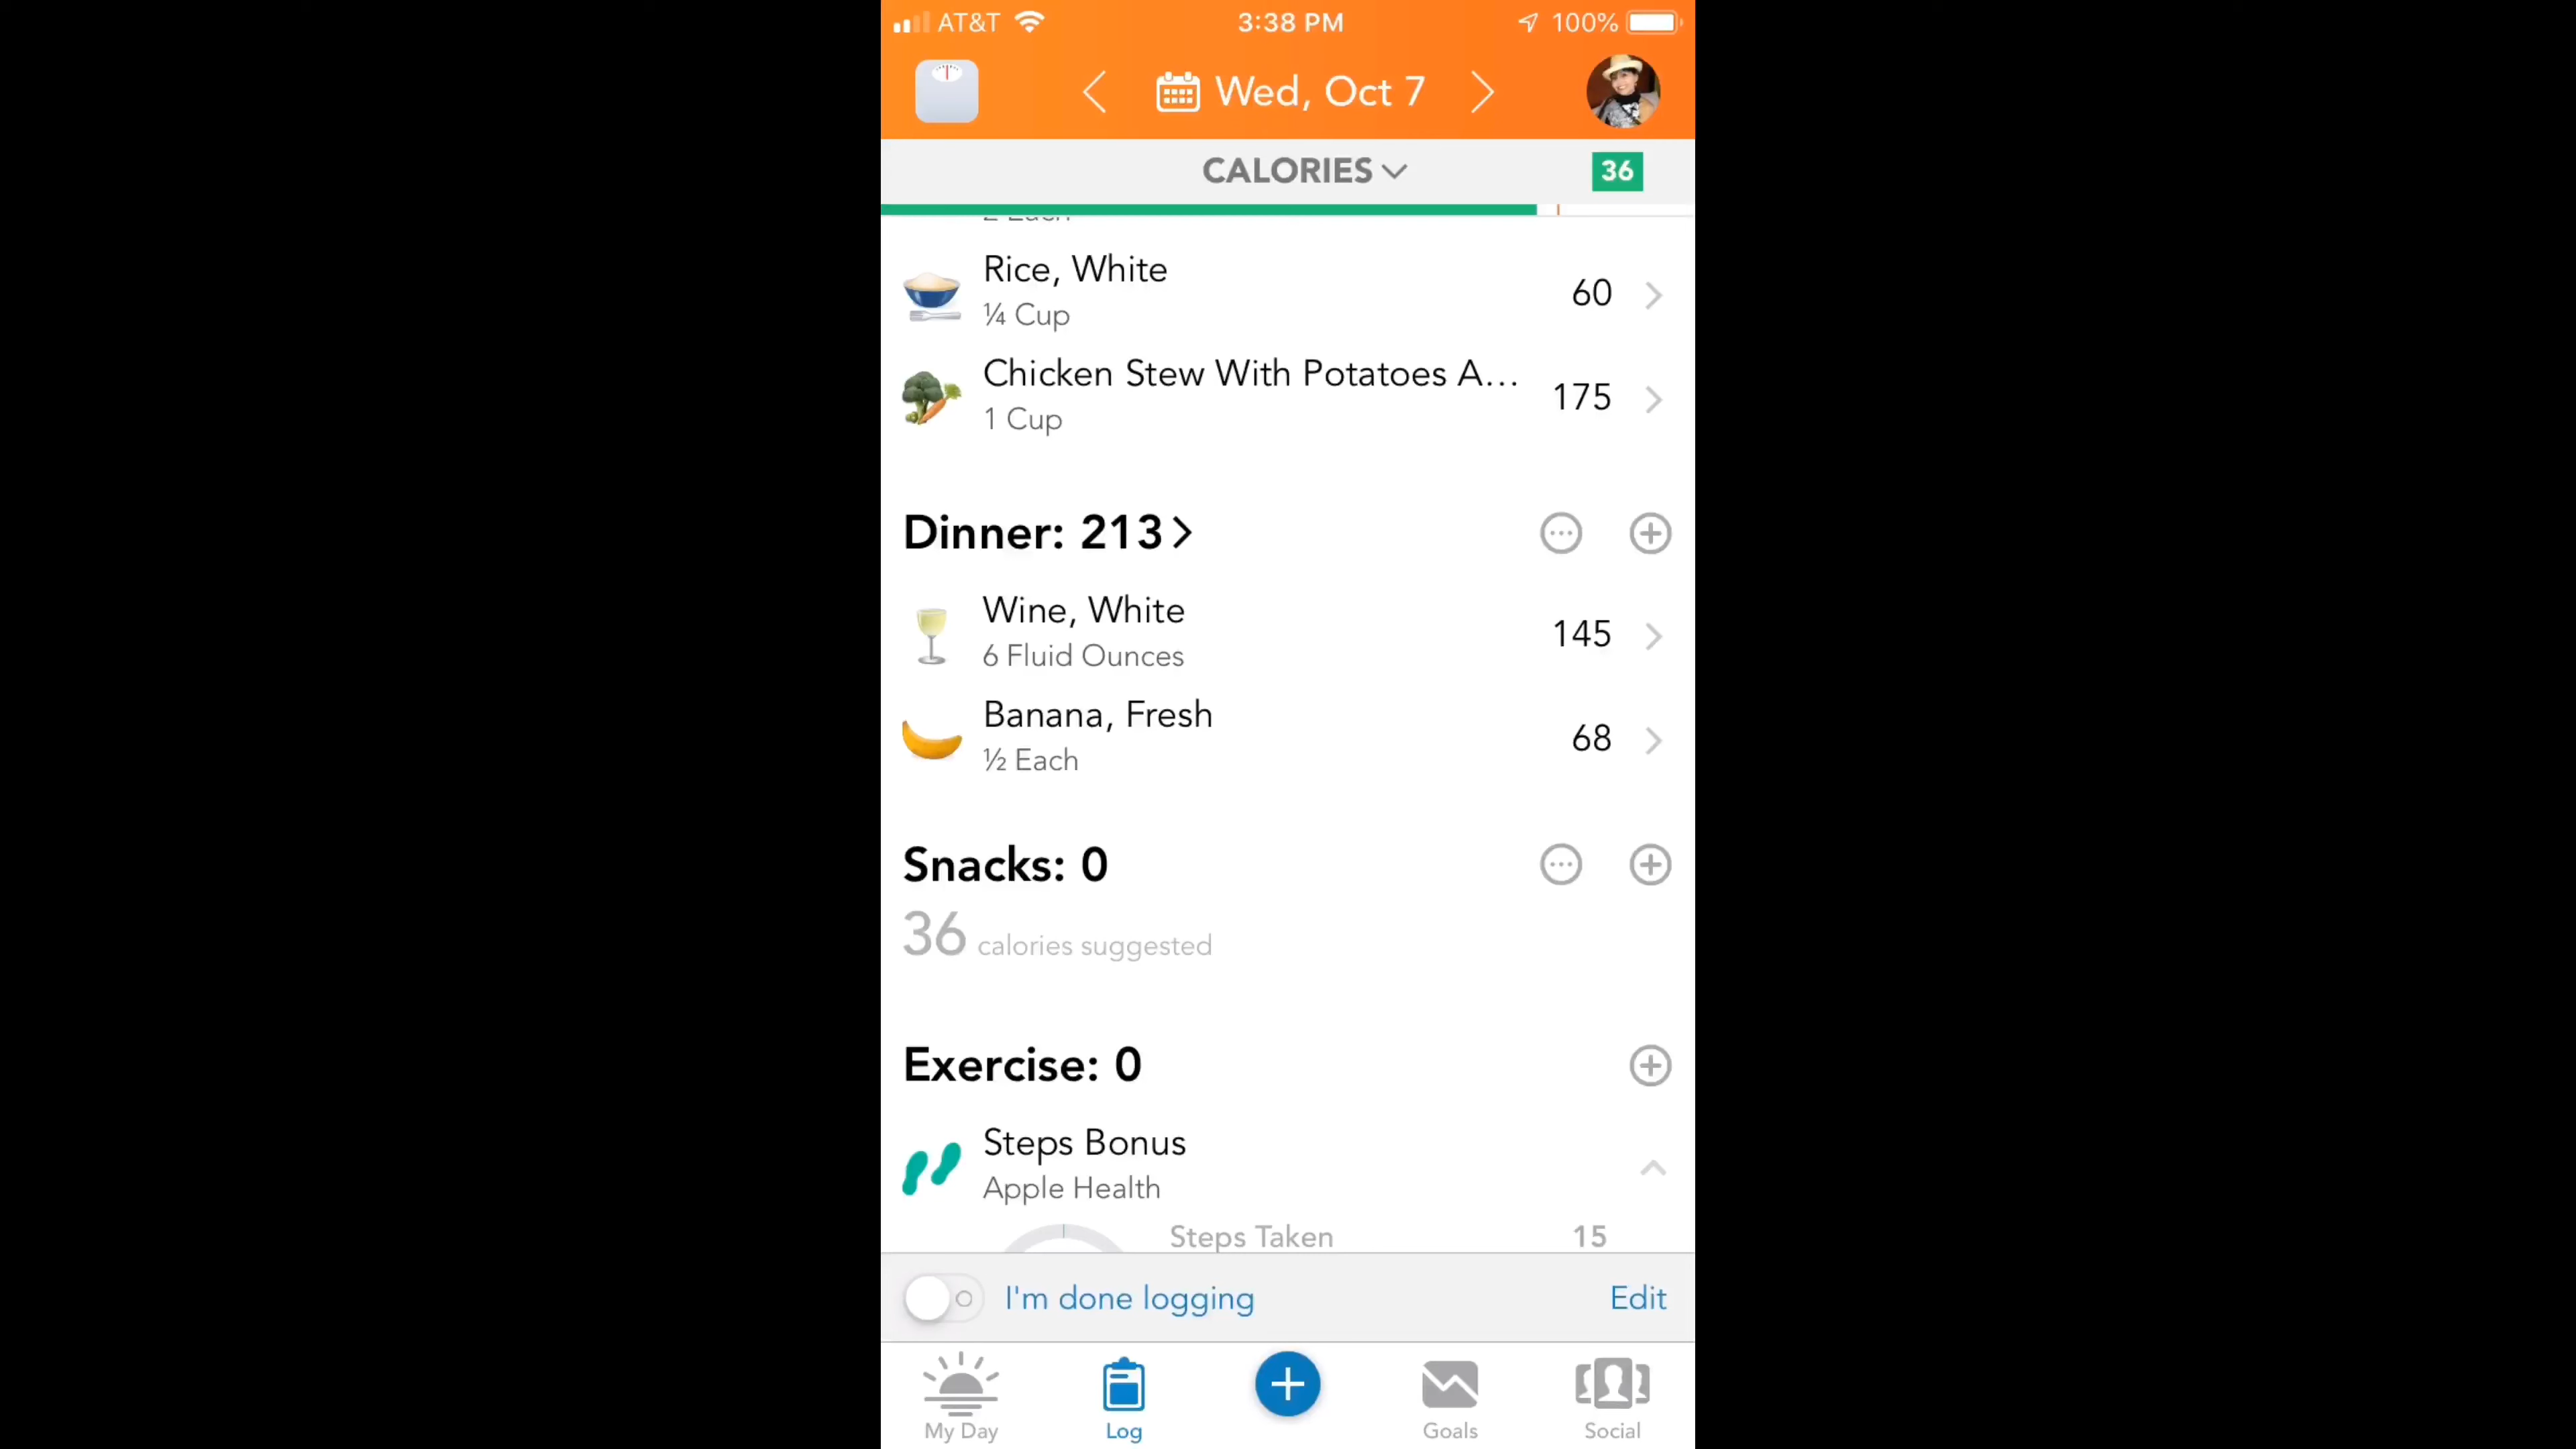 AT&T 3:38 PM 100%
Wed, Oct 7
CALORIES 36
2 Each
Rice, White
60
¼ Cup
Chicken Stew With Potatoes A...
175
1 Cup
Dinner: 213
Wine, White
145
6 Fluid Ounces
Banana, Fresh
68
½ Each
Snacks: 0
36 calories suggested
Exercise: 0
Steps Bonus
Apple Health
Steps Taken 15
I'm done logging Edit
My Day Log Goals Social